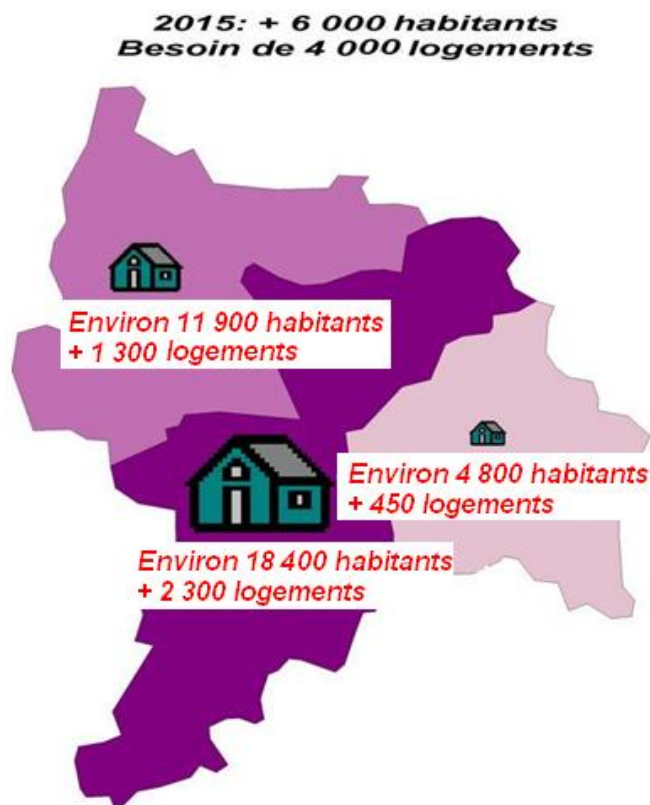 2015: + 6 000 habitants
Besoin de 4 000 logements
Environ 11 900 habitants
+ 1 300 logements
Environ 4 800 habitants
+ 450 logements
Environ 18 400 habitants
+ 2 300 logements